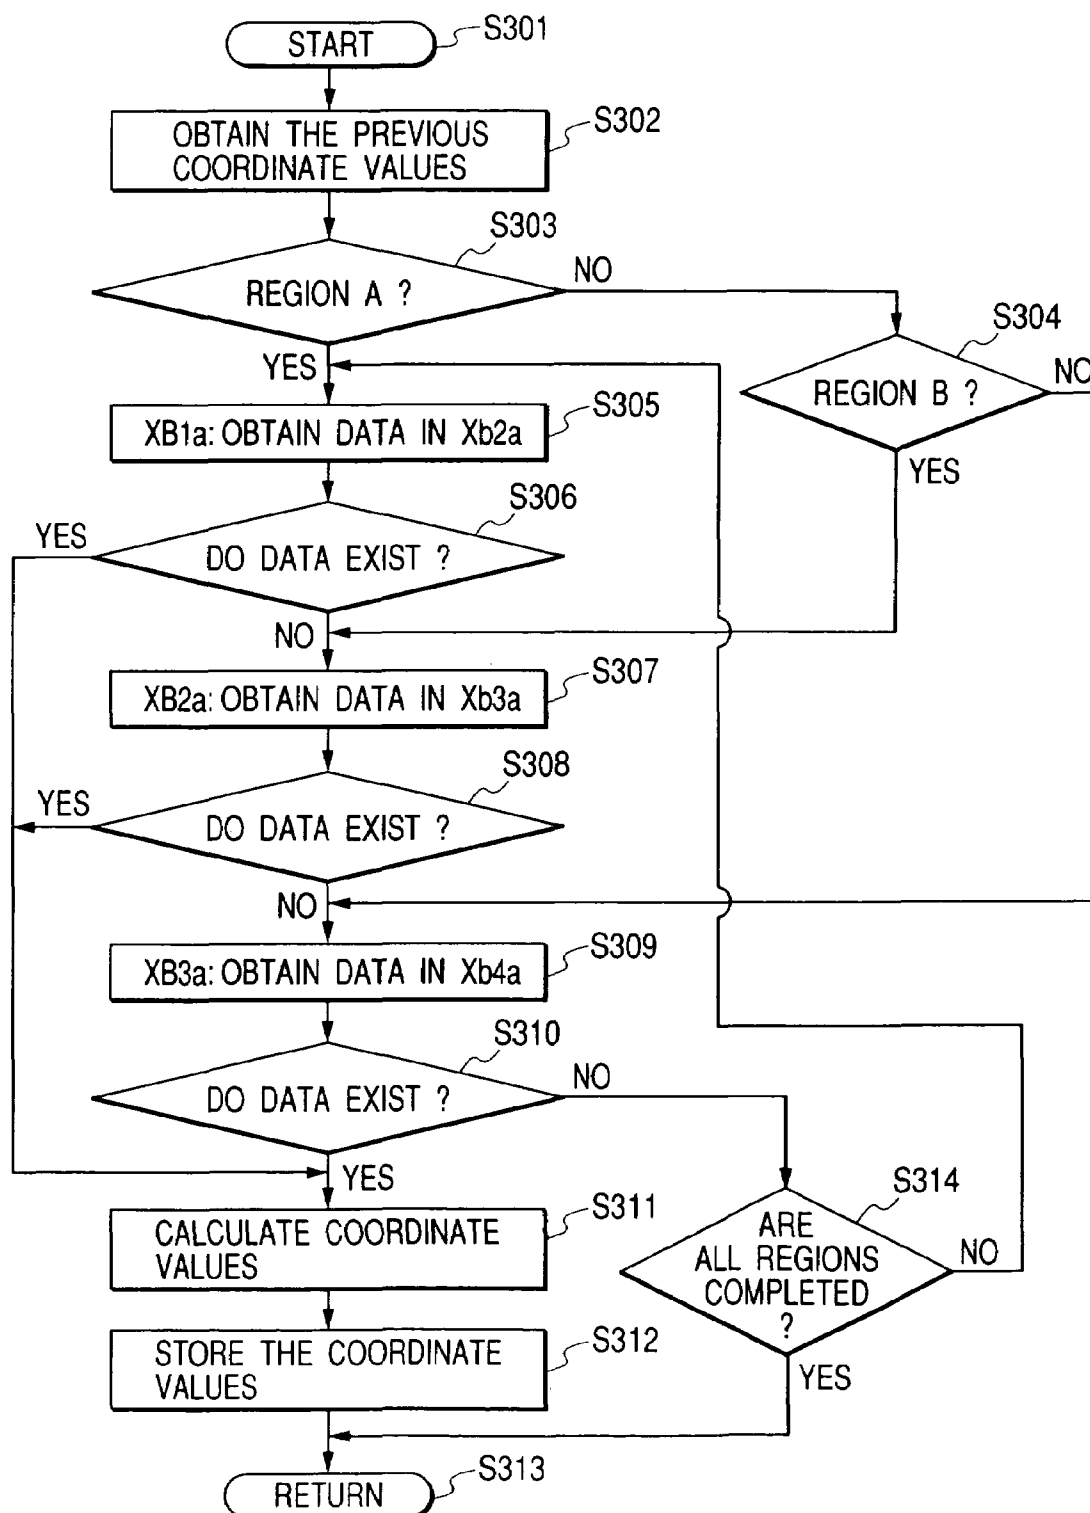 START
S301
OBTAIN THE PREVIOUS
COORDINATE VALUES
S302
REGION A ?
S303
NO
YES
REGION B ?
S304
NO
YES
XB1a: OBTAIN DATA IN Xb2a
S305
DO DATA EXIST ?
S306
YES
NO
XB2a: OBTAIN DATA IN Xb3a
S307
DO DATA EXIST ?
S308
YES
NO
XB3a: OBTAIN DATA IN Xb4a
S309
DO DATA EXIST ?
S310
NO
YES
CALCULATE COORDINATE
VALUES
S311
ARE
ALL REGIONS
COMPLETED
?
S314
NO
YES
STORE THE COORDINATE
VALUES
S312
RETURN
S313